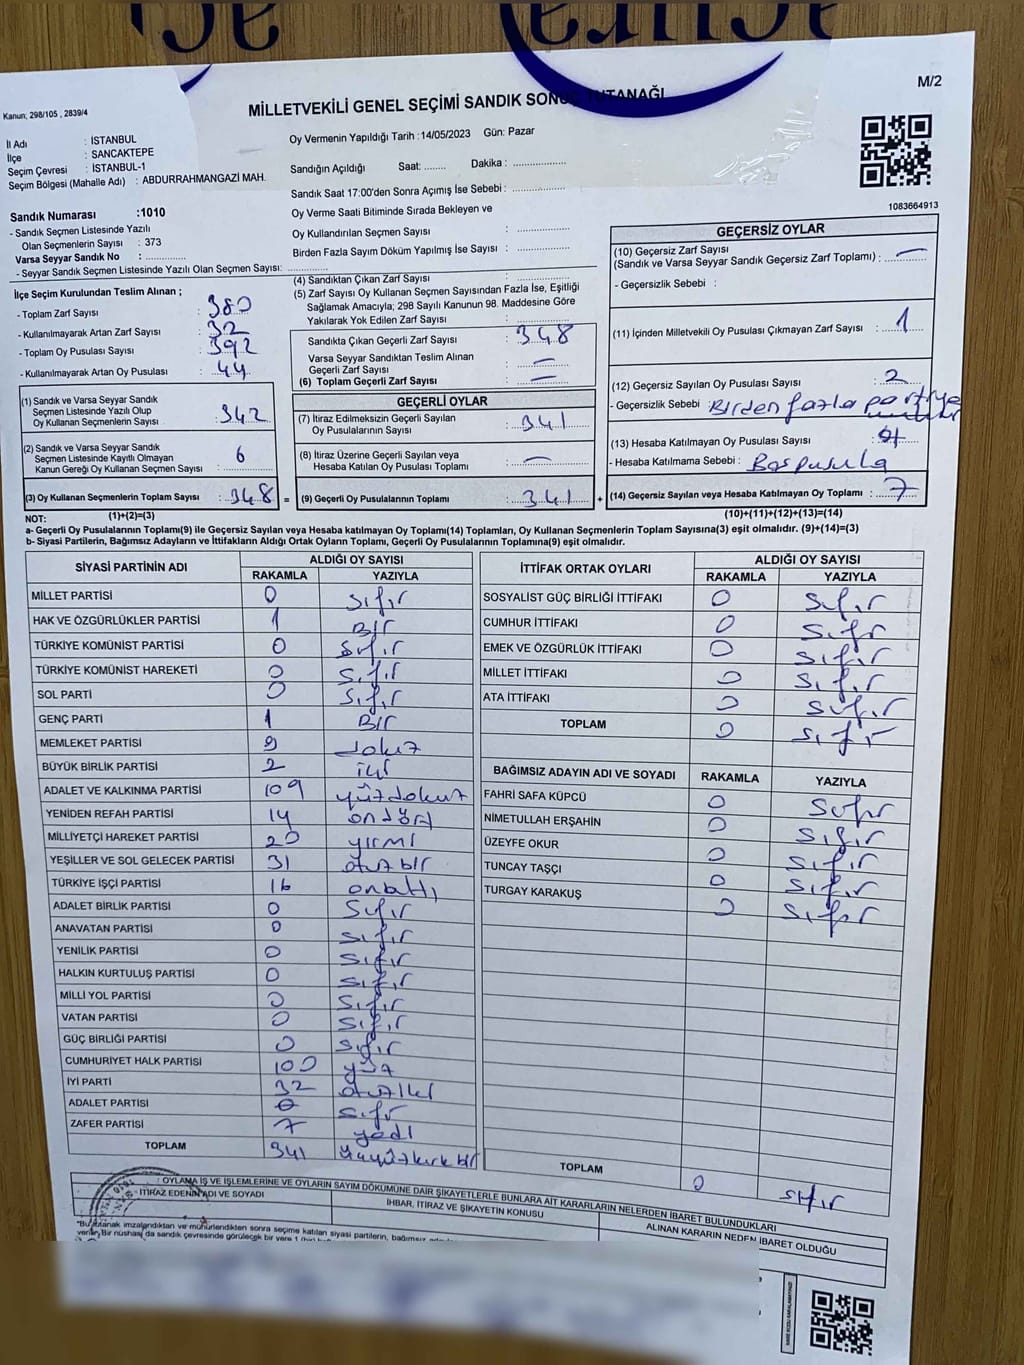 M/2
Kanun; 298/105 , 2839/4
MİLLETVEKİLİ GENEL SEÇİMİ SANDIK SONUÇ TUTANAĞI
İl Adı : İSTANBUL
İlçe : SANCAKTEPE
Seçim Çevresi : İSTANBUL-1
Seçim Bölgesi (Mahalle Adı) : ABDURRAHMANGAZİ MAH.
Oy Vermenin Yapıldığı Tarih :14/05/2023 Gün: Pazar
Sandığın Açıldığı Saat: ........ Dakika : ..................
Sandık Saat 17:00'den Sonra Açımış İse Sebebi : ..................
1083664913
Sandık Numarası :1010
- Sandık Seçmen Listesinde Yazılı
Olan Seçmenlerin Sayısı : 373
Varsa Seyyar Sandık No : ..............
- Seyyar Sandık Seçmen Listesinde Yazılı Olan Seçmen Sayısı: ..............
Oy Verme Saati Bitiminde Sırada Bekleyen ve
Oy Kullandırılan Seçmen Sayısı : ..................
Birden Fazla Sayım Döküm Yapılmış İse Sayısı : ..................
İlçe Seçim Kurulundan Teslim Alınan ;
- Toplam Zarf Sayısı : 380
- Kullanılmayarak Artan Zarf Sayısı : 32
- Toplam Oy Pusulası Sayısı : 392
- Kullanılmayarak Artan Oy Pusulası : 44
(4) Sandıktan Çıkan Zarf Sayısı : ..................
(5) Zarf Sayısı Oy Kullanan Seçmen Sayısından Fazla İse, Eşitliği
Sağlamak Amacıyla; 298 Sayılı Kanunun 98. Maddesine Göre
Yakılarak Yok Edilen Zarf Sayısı : ..................
Sandıkta Çıkan Geçerli Zarf Sayısı : 348
Varsa Seyyar Sandıktan Teslim Alınan
Geçerli Zarf Sayısı : —
(6) Toplam Geçerli Zarf Sayısı : —
GEÇERSİZ OYLAR
(10) Geçersiz Zarf Sayısı
(Sandık ve Varsa Seyyar Sandık Geçersiz Zarf Toplamı) : —
- Geçersizlik Sebebi :
(11) İçinden Milletvekili Oy Pusulası Çıkmayan Zarf Sayısı : 1
(12) Geçersiz Sayılan Oy Pusulası Sayısı : 2
- Geçersizlik Sebebi : Birden fazla partiye
(13) Hesaba Katılmayan Oy Pusulası Sayısı :
- Hesaba Katılmama Sebebi : Boş pusula
(14) Geçersiz Sayılan veya Hesaba Katılmayan Oy Toplamı : 7
(10)+(11)+(12)+(13)=(14)
(1) Sandık ve Varsa Seyyar Sandık
Seçmen Listesinde Yazılı Olup
Oy Kullanan Seçmenlerin Sayısı : 342
(2) Sandık ve Varsa Seyyar Sandık
Seçmen Listesinde Kayıtlı Olmayan
Kanun Gereği Oy Kullanan Seçmen Sayısı : 6
(3) Oy Kullanan Seçmenlerin Toplam Sayısı : 348 =
(1)+(2)=(3)
GEÇERLİ OYLAR
(7) İtiraz Edilmeksizin Geçerli Sayılan
Oy Pusulalarının Sayısı : 341
(8) İtiraz Üzerine Geçerli Sayılan veya
Hesaba Katılan Oy Pusulası Toplamı : —
(9) Geçerli Oy Pusulalarının Toplamı : 341 +
NOT:
a- Geçerli Oy Pusulalarının Toplamı(9) ile Geçersiz Sayılan veya Hesaba katılmayan Oy Toplamı(14) Toplamları, Oy Kullanan Seçmenlerin Toplam Sayısına(3) eşit olmalıdır. (9)+(14)=(3)
b- Siyasi Partilerin, Bağımsız Adayların ve İttifakların Aldığı Ortak Oyların Toplamı, Geçerli Oy Pusulalarının Toplamına(9) eşit olmalıdır.
SİYASİ PARTİNİN ADI ALDIĞI OY SAYISI
RAKAMLA YAZIYLA
MİLLET PARTİSİ 0 sıfır
HAK VE ÖZGÜRLÜKLER PARTİSİ 1 Bir
TÜRKİYE KOMÜNİST PARTİSİ 0 sıfır
TÜRKİYE KOMÜNİST HAREKETİ 0 sıfır
SOL PARTİ 0 sıfır
GENÇ PARTİ 1 Bir
MEMLEKET PARTİSİ 9 dokuz
BÜYÜK BİRLİK PARTİSİ 2 iki
ADALET VE KALKINMA PARTİSİ 109 yüzdokuz
YENİDEN REFAH PARTİSİ 14 ondört
MİLLİYETÇİ HAREKET PARTİSİ 20 yirmi
YEŞİLLER VE SOL GELECEK PARTİSİ 31 otuzbir
TÜRKİYE İŞÇİ PARTİSİ 16 onaltı
ADALET BİRLİK PARTİSİ 0 sıfır
ANAVATAN PARTİSİ 0 sıfır
YENİLİK PARTİSİ 0 sıfır
HALKIN KURTULUŞ PARTİSİ 0 sıfır
MİLLİ YOL PARTİSİ 0 sıfır
VATAN PARTİSİ 0 sıfır
GÜÇ BİRLİĞİ PARTİSİ 0 sıfır
CUMHURİYET HALK PARTİSİ 100 yüz
İYİ PARTİ 32 otuziki
ADALET PARTİSİ 0 sıfır
ZAFER PARTİSİ 7 yedi
TOPLAM 341 üçyüzkırkbir
İTTİFAK ORTAK OYLARI ALDIĞI OY SAYISI
RAKAMLA YAZIYLA
SOSYALİST GÜÇ BİRLİĞİ İTTİFAKI 0 sıfır
CUMHUR İTTİFAKI 0 sıfır
EMEK VE ÖZGÜRLÜK İTTİFAKI 0 sıfır
MİLLET İTTİFAKI 0 sıfır
ATA İTTİFAKI 0 sıfır
TOPLAM 0 sıfır
BAĞIMSIZ ADAYIN ADI VE SOYADI RAKAMLA YAZIYLA
FAHRİ SAFA KÜPCÜ 0 sıfır
NİMETULLAH ERŞAHİN 0 sıfır
ÜZEYFE OKUR 0 sıfır
TUNCAY TAŞÇI 0 sıfır
TURGAY KARAKUŞ 0 sıfır
TOPLAM 0 sıfır
: OYLAMA İŞ VE İŞLEMLERİNE VE OYLARIN SAYIM DÖKÜMÜNE DAİR ŞİKAYETLERLE BUNLARA AİT KARARLARIN NELERDEN İBARET BULUNDUKLARI
İTİRAZ EDENİN ADI VE SOYADI İHBAR, İTİRAZ VE ŞİKAYETİN KONUSU ALINAN KARARIN NEDEN İBARET OLDUĞU
*Bu tutanak imzalandıktan ve mühürlendikten sonra seçime katılan siyasi partilerin, bağımsız